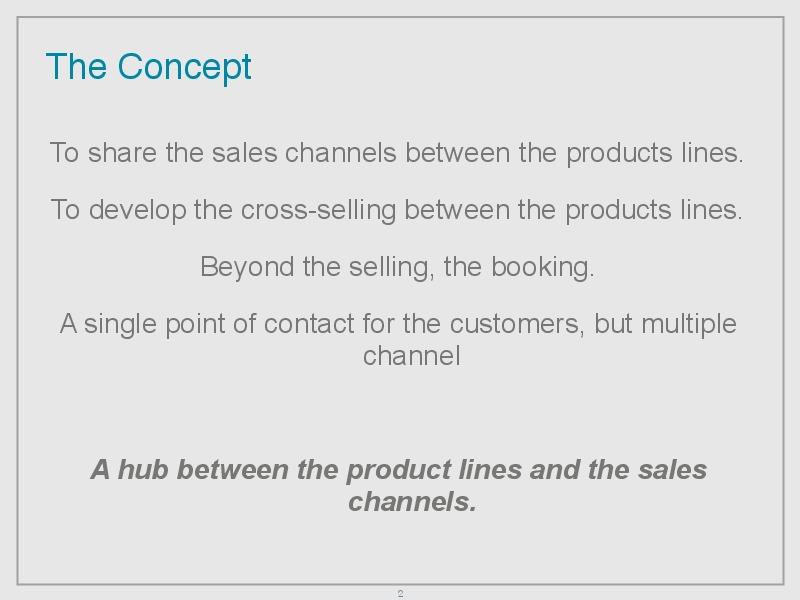 The Concept
To share the sales channels between the products lines.
To develop the cross-selling between the products lines.
Beyond the selling, the booking.
A single point of contact for the customers, but multiple
channel
A hub between the product lines and the sales
channels.
2